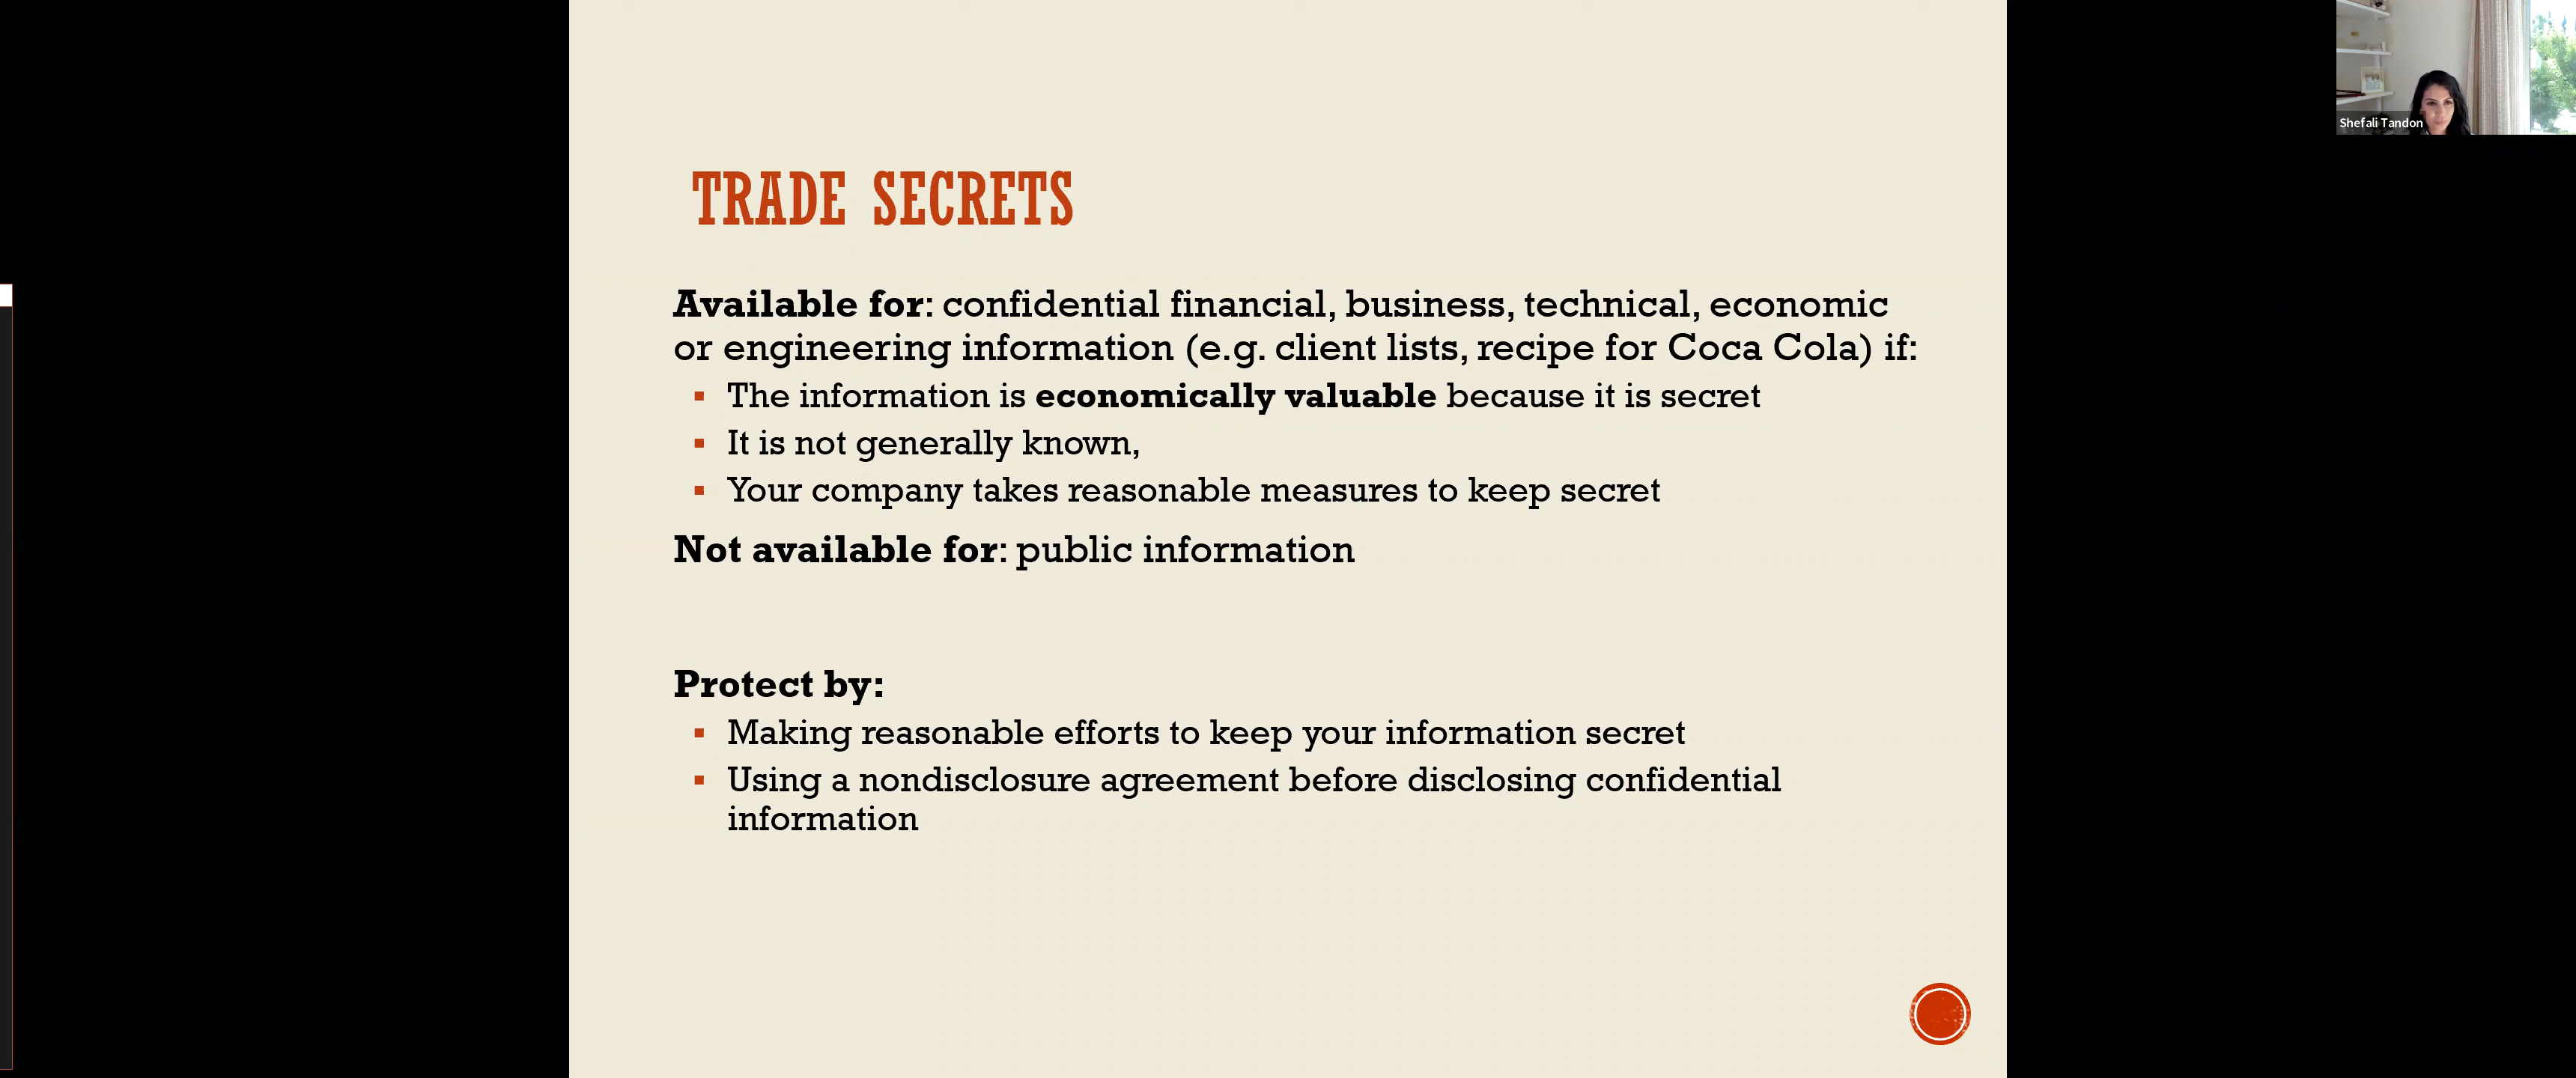 TRADE SECRETS
Available for: confidential financial, business, technical, economic
or engineering information (e.g. client lists, recipe for Coca Cola) if:
▪ The information is economically valuable because it is secret
▪ It is not generally known,
▪ Your company takes reasonable measures to keep secret
Not available for: public information
Protect by:
▪ Making reasonable efforts to keep your information secret
▪ Using a nondisclosure agreement before disclosing confidential
information
Shefali Tandon